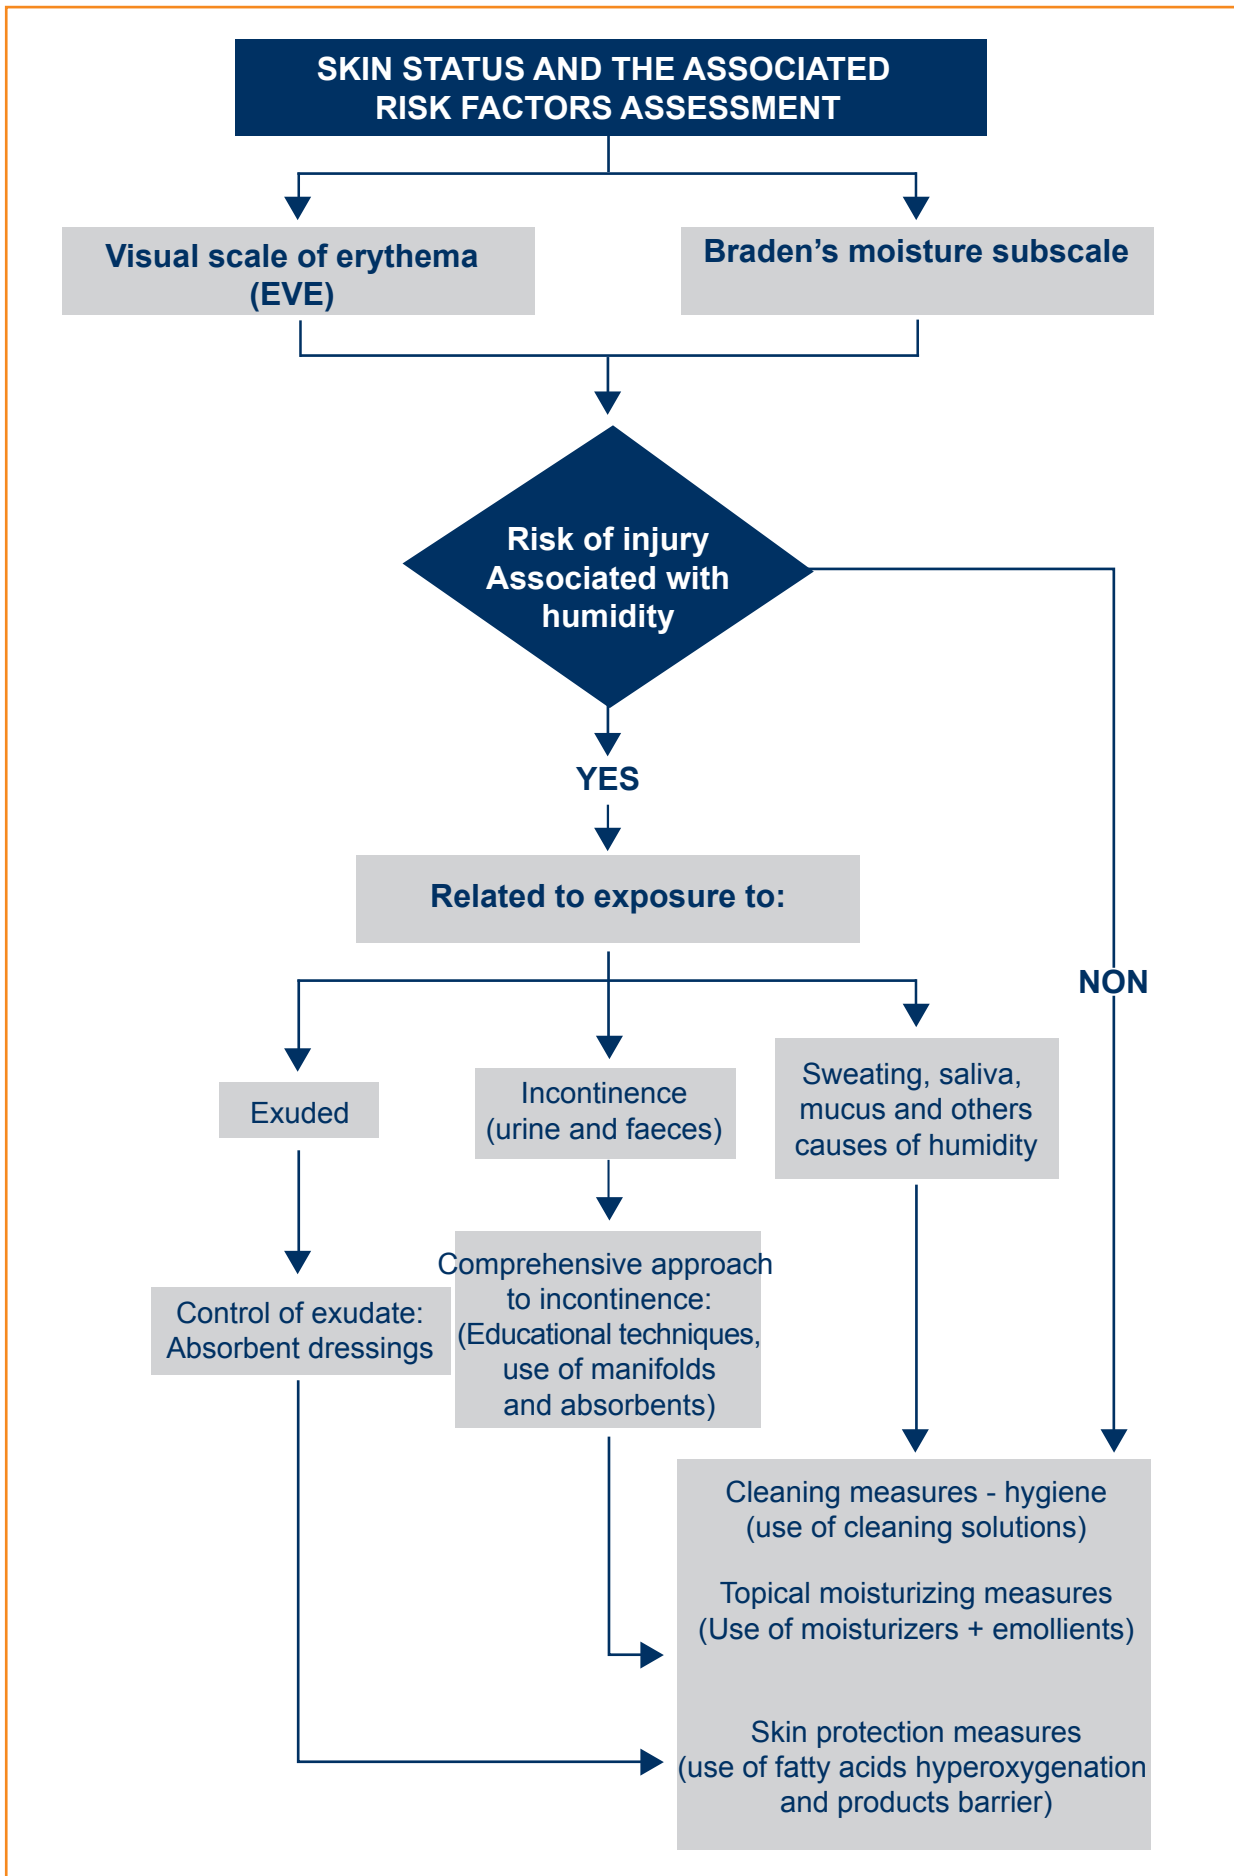 SKIN STATUS AND THE ASSOCIATED
RISK FACTORS ASSESSMENT
Visual scale of erythema
(EVE)
Braden's moisture subscale
Risk of injury
Associated with
humidity
YES
Related to exposure to:
NON
Exuded
Incontinence
(urine and faeces)
Sweating, saliva,
mucus and others
causes of humidity
Control of exudate:
Absorbent dressings
Comprehensive approach
to incontinence:
(Educational techniques,
use of manifolds
and absorbents)
Cleaning measures - hygiene
(use of cleaning solutions)
Topical moisturizing measures
(Use of moisturizers + emollients)
Skin protection measures
(use of fatty acids hyperoxygenation
and products barrier)